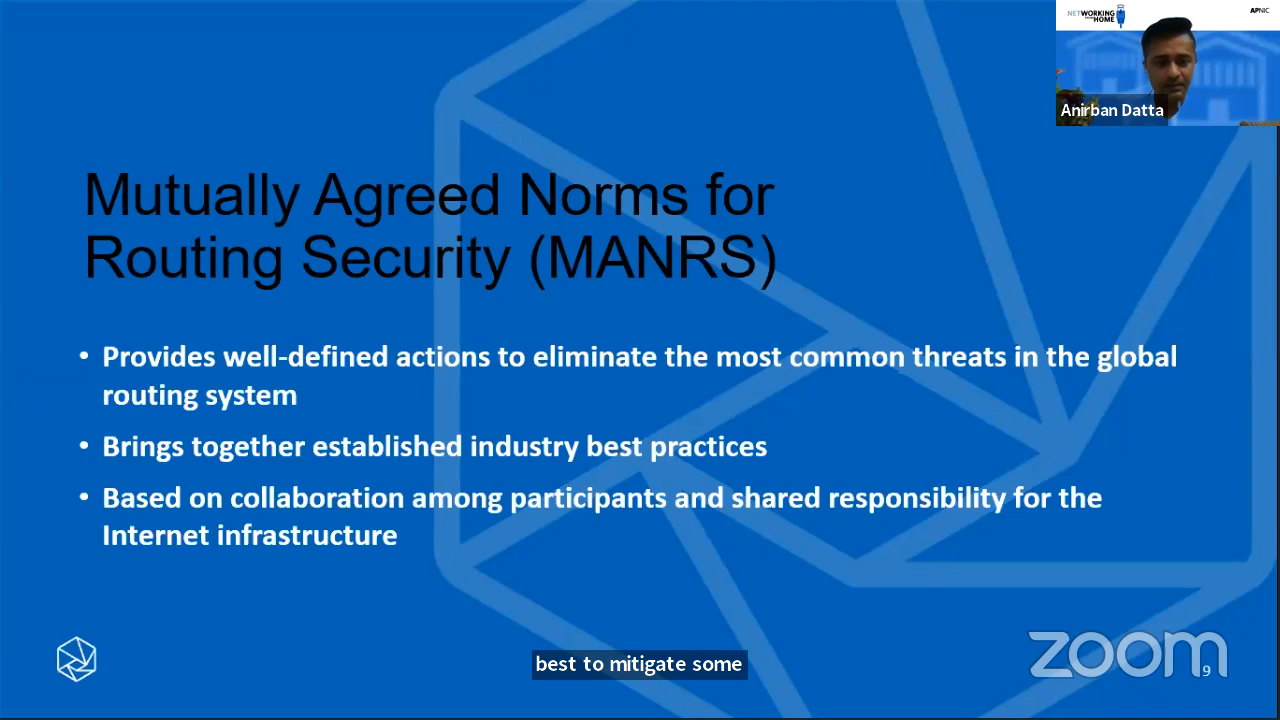 NETWORKING
HOME
APNIC
Anirban Datta
Mutually Agreed Norms for
Routing Security (MANRS)
• Provides well-defined actions to eliminate the most common threats in the global
routing system
• Brings together established industry best practices
• Based on collaboration among participants and shared responsibility for the
Internet infrastructure
best to mitigate some
zoom
9